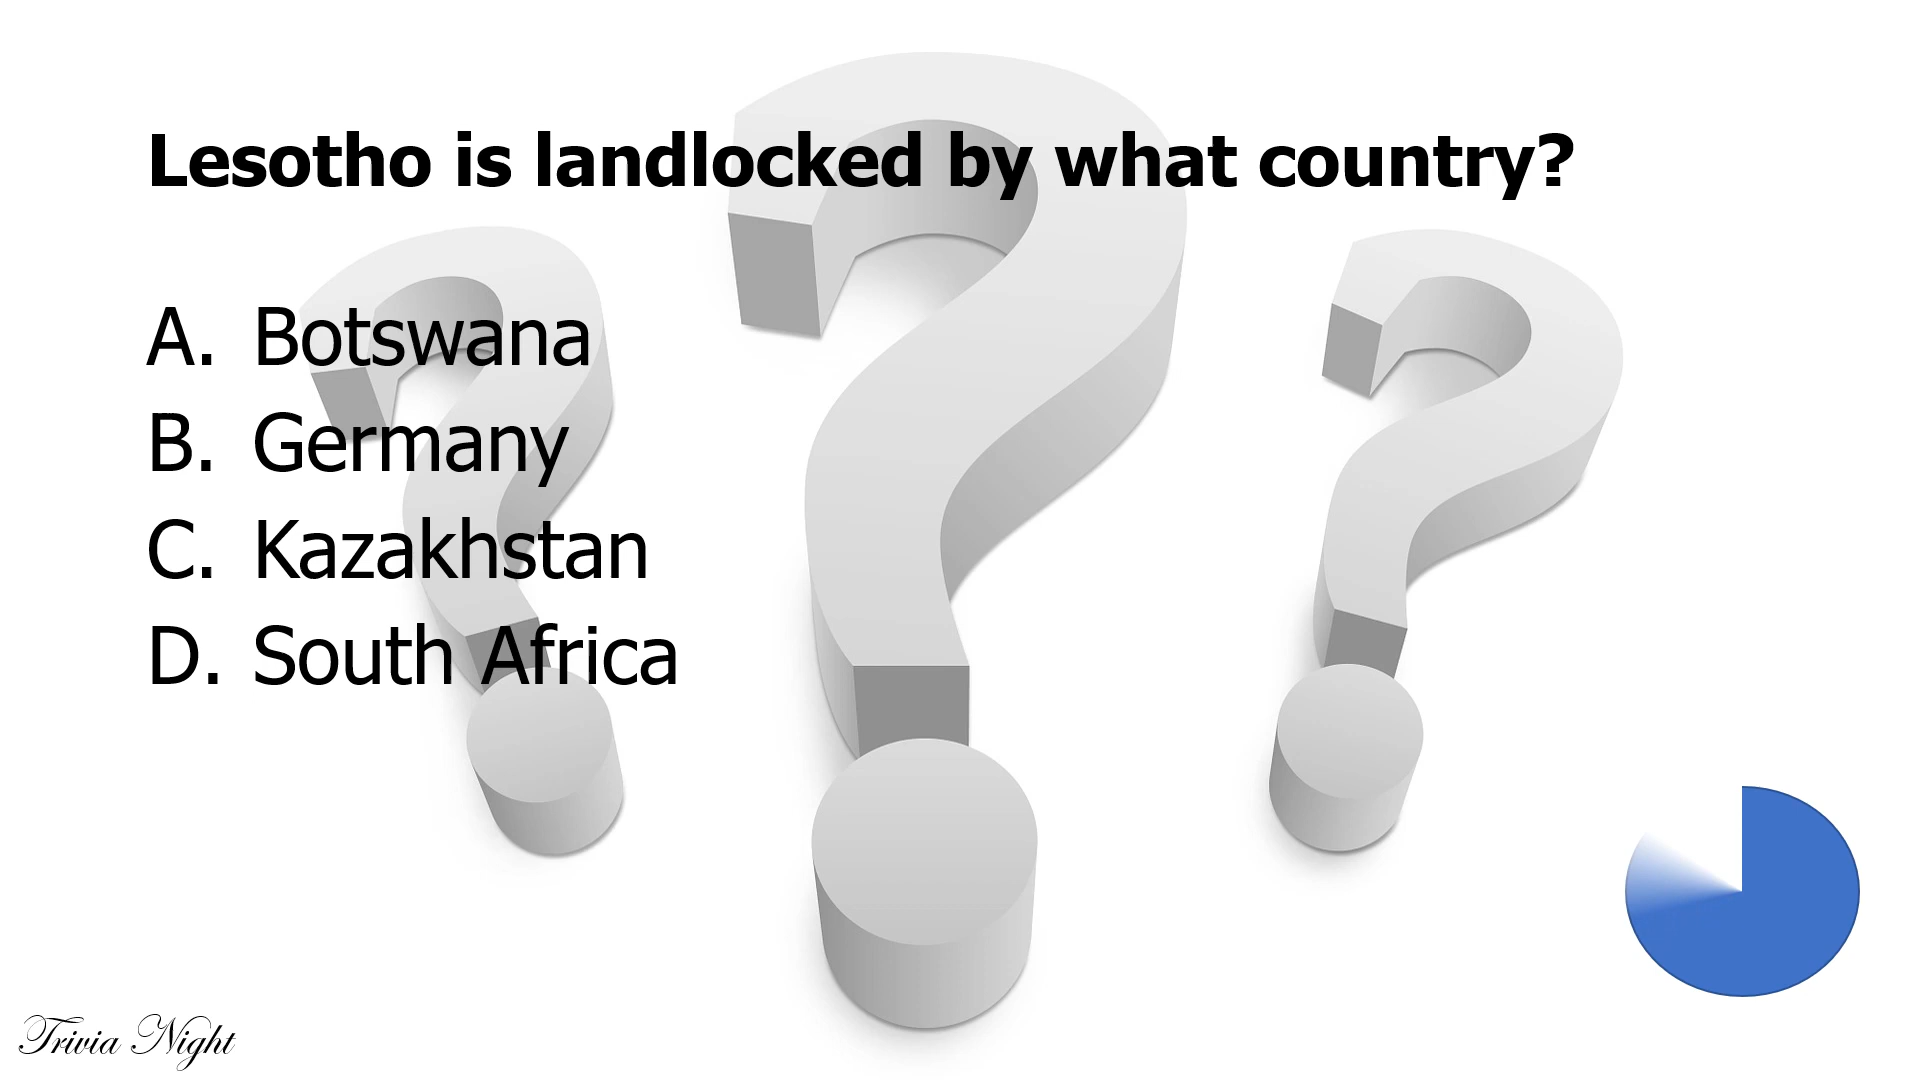 Lesotho is landlocked by what country?
A. Botswana
B. Germany
C. Kazakhstan
D. South Africa
Trivia Night